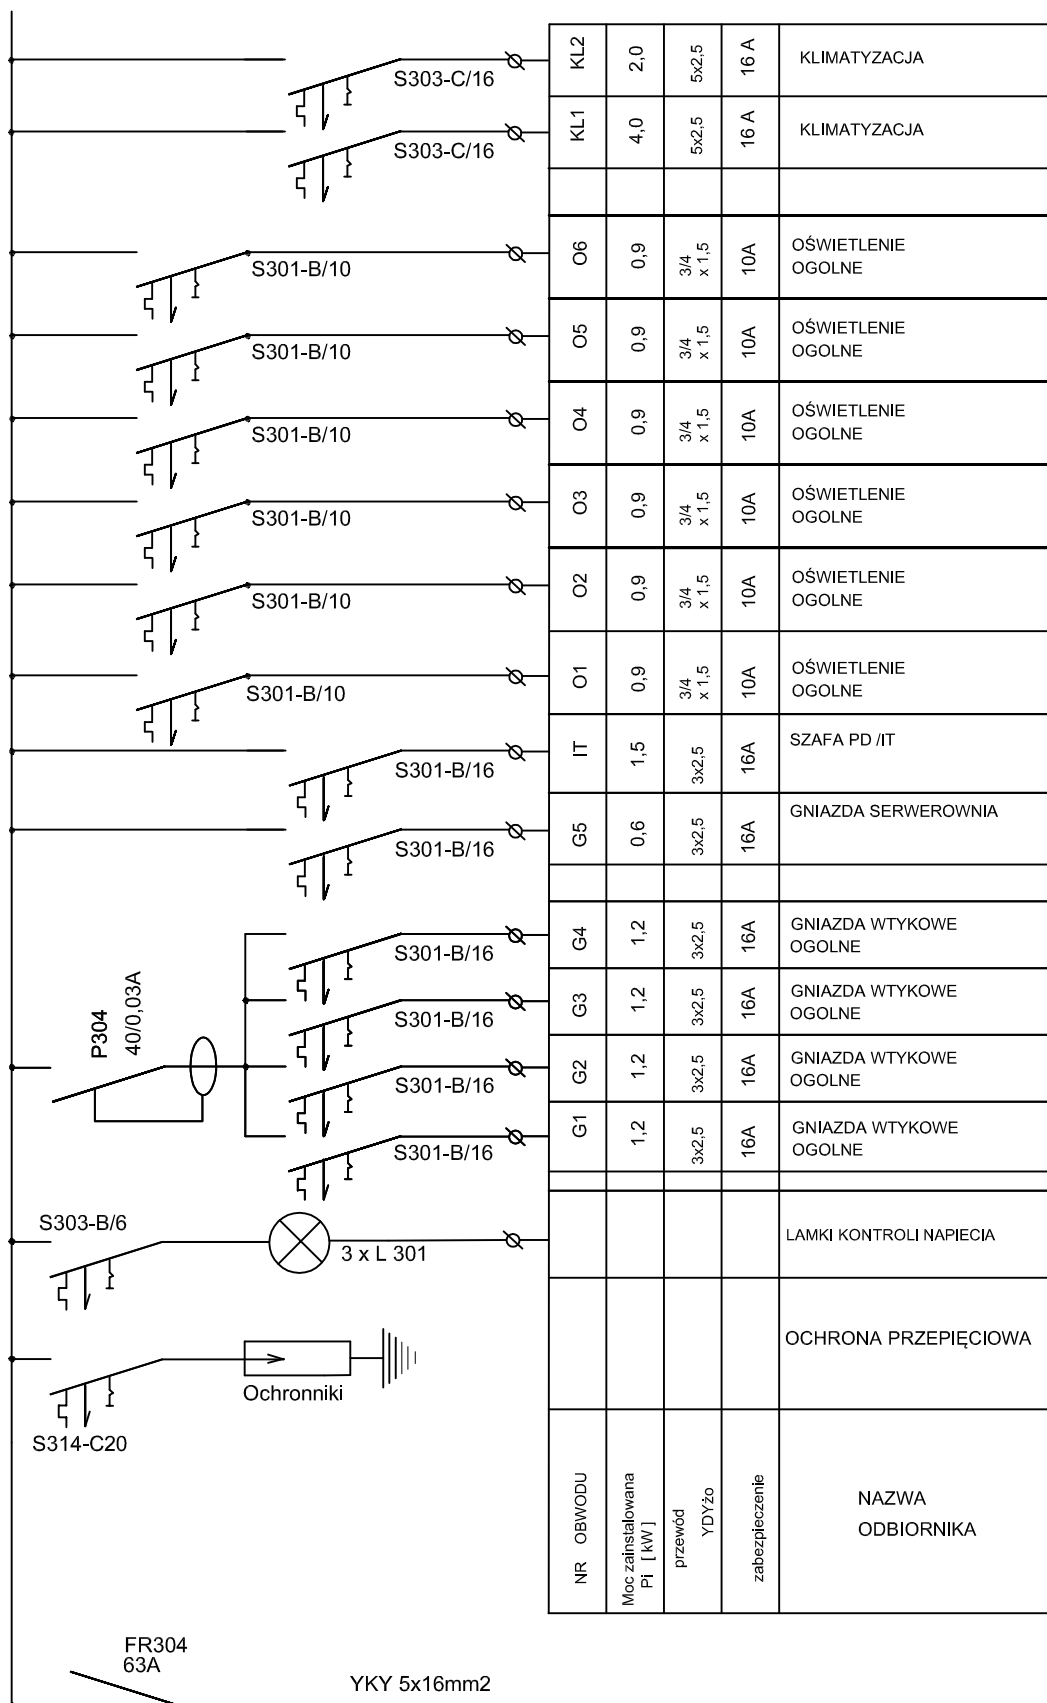 S303-C/16 KL2 2,0 5x2,5 16 A KLIMATYZACJA
S303-C/16 KL1 4,0 5x2,5 16 A KLIMATYZACJA
S301-B/10 O6 0,9 3/4 x 1,5 10A OŚWIETLENIE
OGOLNE
S301-B/10 O5 0,9 3/4 x 1,5 10A OŚWIETLENIE
OGOLNE
S301-B/10 O4 0,9 3/4 x 1,5 10A OŚWIETLENIE
OGOLNE
S301-B/10 O3 0,9 3/4 x 1,5 10A OŚWIETLENIE
OGOLNE
S301-B/10 O2 0,9 3/4 x 1,5 10A OŚWIETLENIE
OGOLNE
S301-B/10 O1 0,9 3/4 x 1,5 10A OŚWIETLENIE
OGOLNE
S301-B/16 IT 1,5 3x2,5 16A SZAFA PD /IT
S301-B/16 G5 0,6 3x2,5 16A GNIAZDA SERWEROWNIA
S301-B/16 G4 1,2 3x2,5 16A GNIAZDA WTYKOWE
OGOLNE
P304
40/0,03A
S301-B/16 G3 1,2 3x2,5 16A GNIAZDA WTYKOWE
OGOLNE
S301-B/16 G2 1,2 3x2,5 16A GNIAZDA WTYKOWE
OGOLNE
S301-B/16 G1 1,2 3x2,5 16A GNIAZDA WTYKOWE
OGOLNE
S303-B/6
3 x L 301 LAMKI KONTROLI NAPIECIA
OCHRONA PRZEPIĘCIOWA
Ochronniki
S314-C20
NR OBWODU
Moc zainstalowana
Pi [ kW ]
przewód
YDYżo
zabezpieczenie
NAZWA
ODBIORNIKA
FR304
63A
YKY 5x16mm2